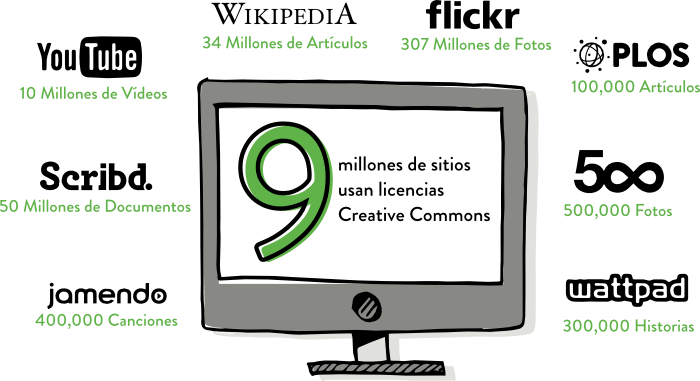 WIKIPEDIA
34 Millones de Artículos
flickr
307 Millones de Fotos
YouTube
10 Millones de Vídeos
PLOS
100,000 Artículos
9 millones de sitios
usan licencias
Creative Commons
Scribd.
50 Millones de Documentos
500
500,000 Fotos
jamendo
400,000 Canciones
wattpad
300,000 Historias